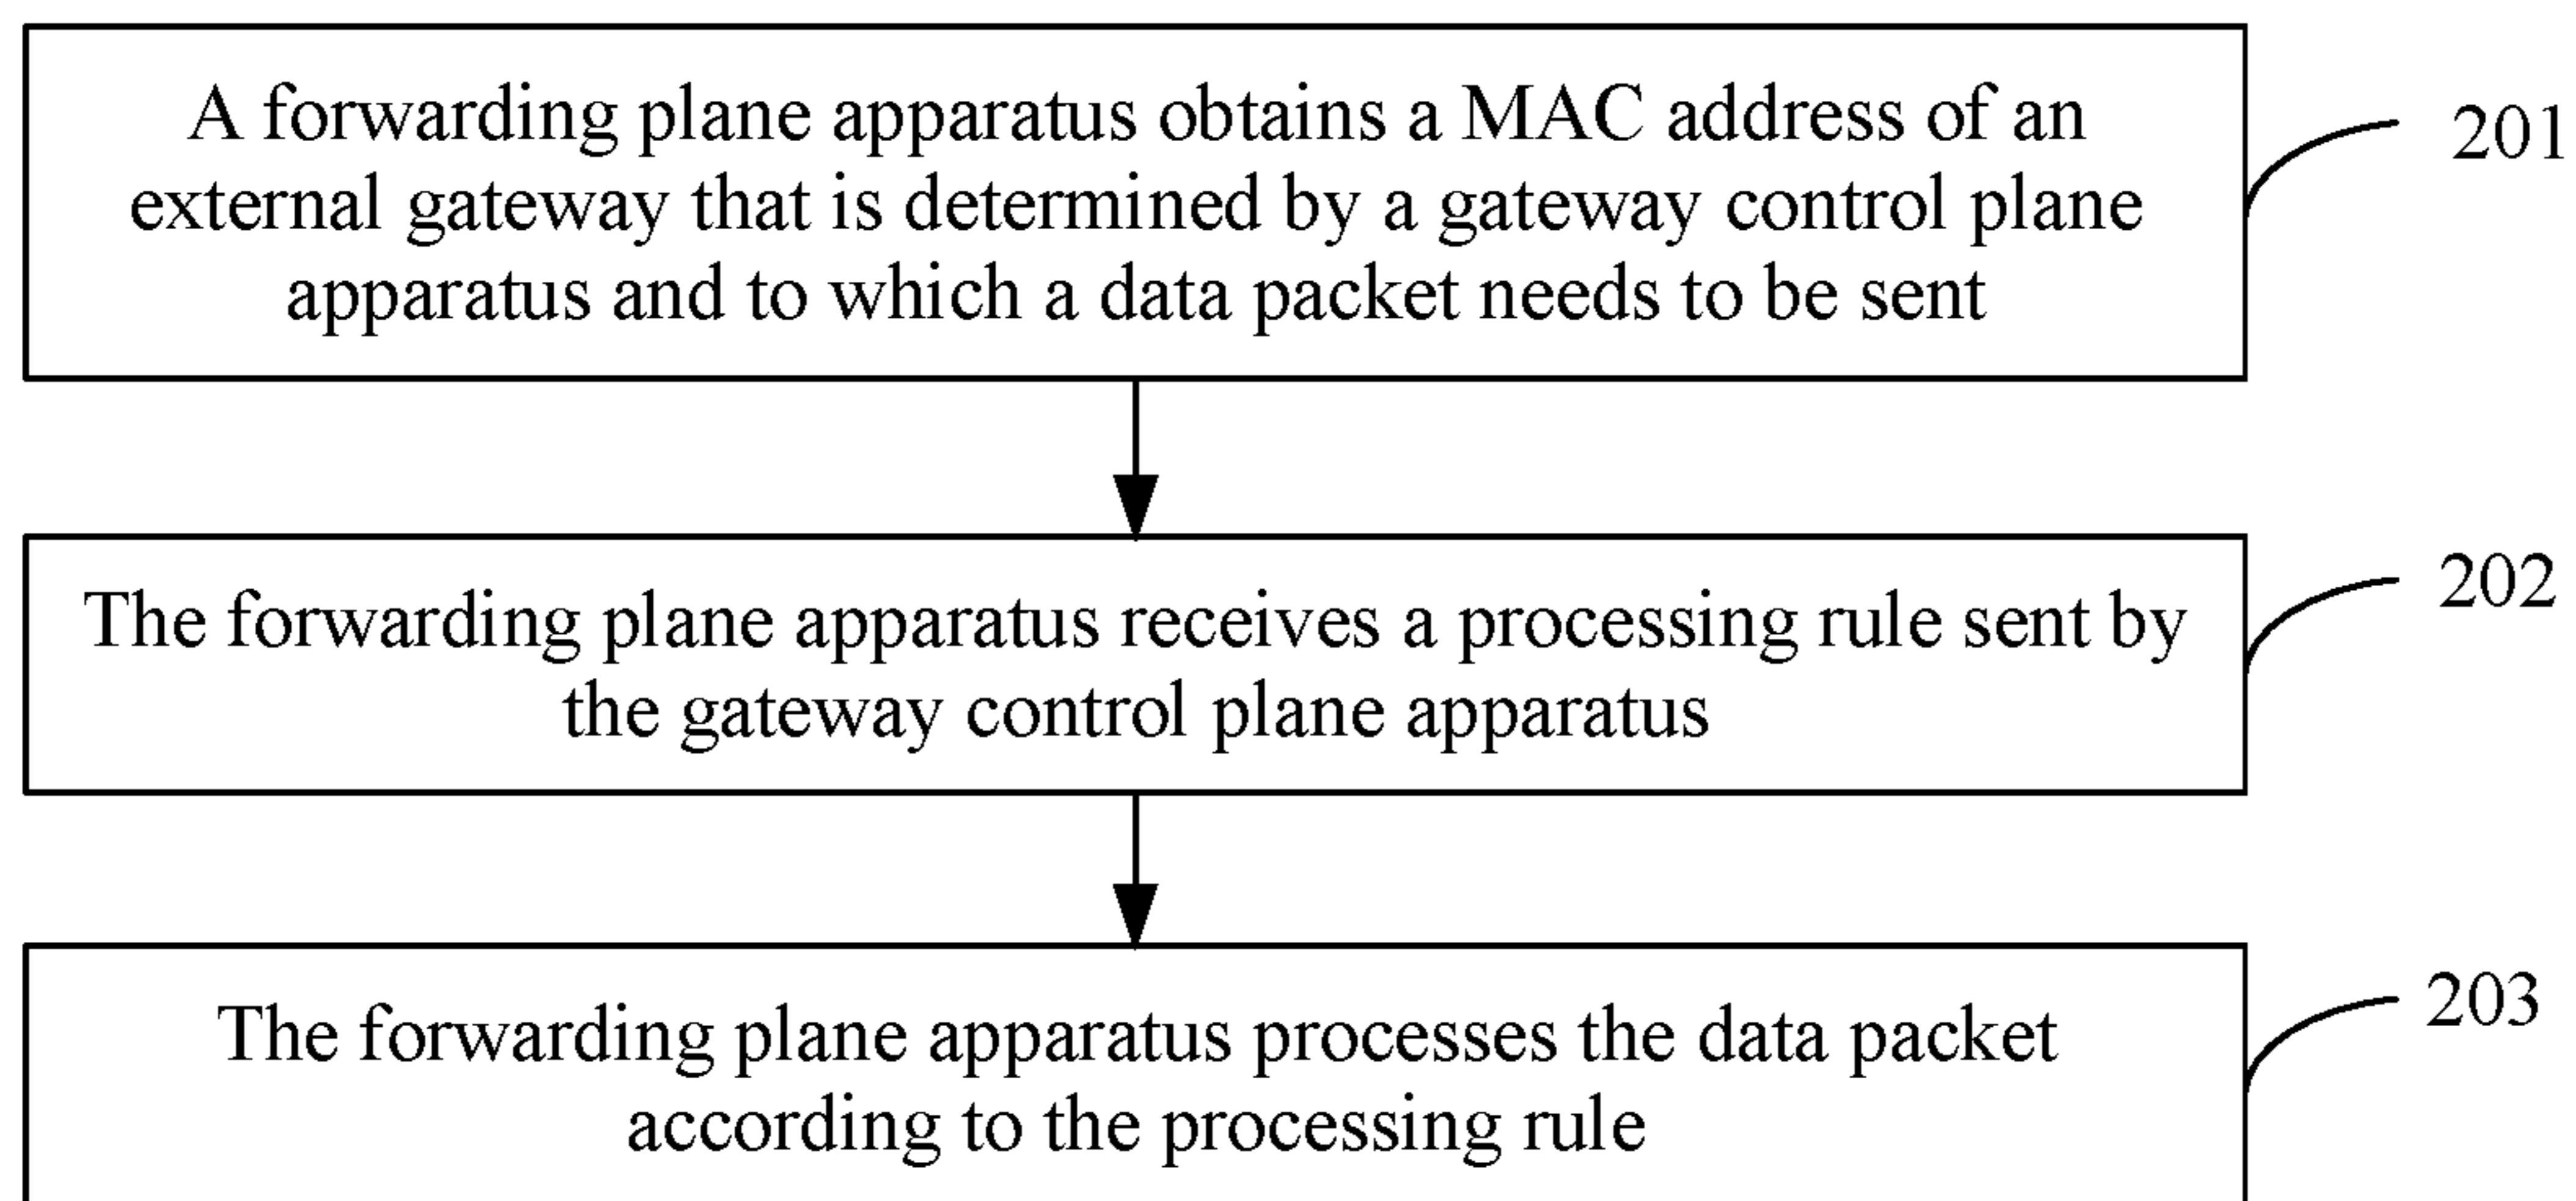 A forwarding plane apparatus obtains a MAC address of an
external gateway that is determined by a gateway control plane
apparatus and to which a data packet needs to be sent
201
The forwarding plane apparatus receives a processing rule sent by
the gateway control plane apparatus
202
The forwarding plane apparatus processes the data packet
according to the processing rule
203